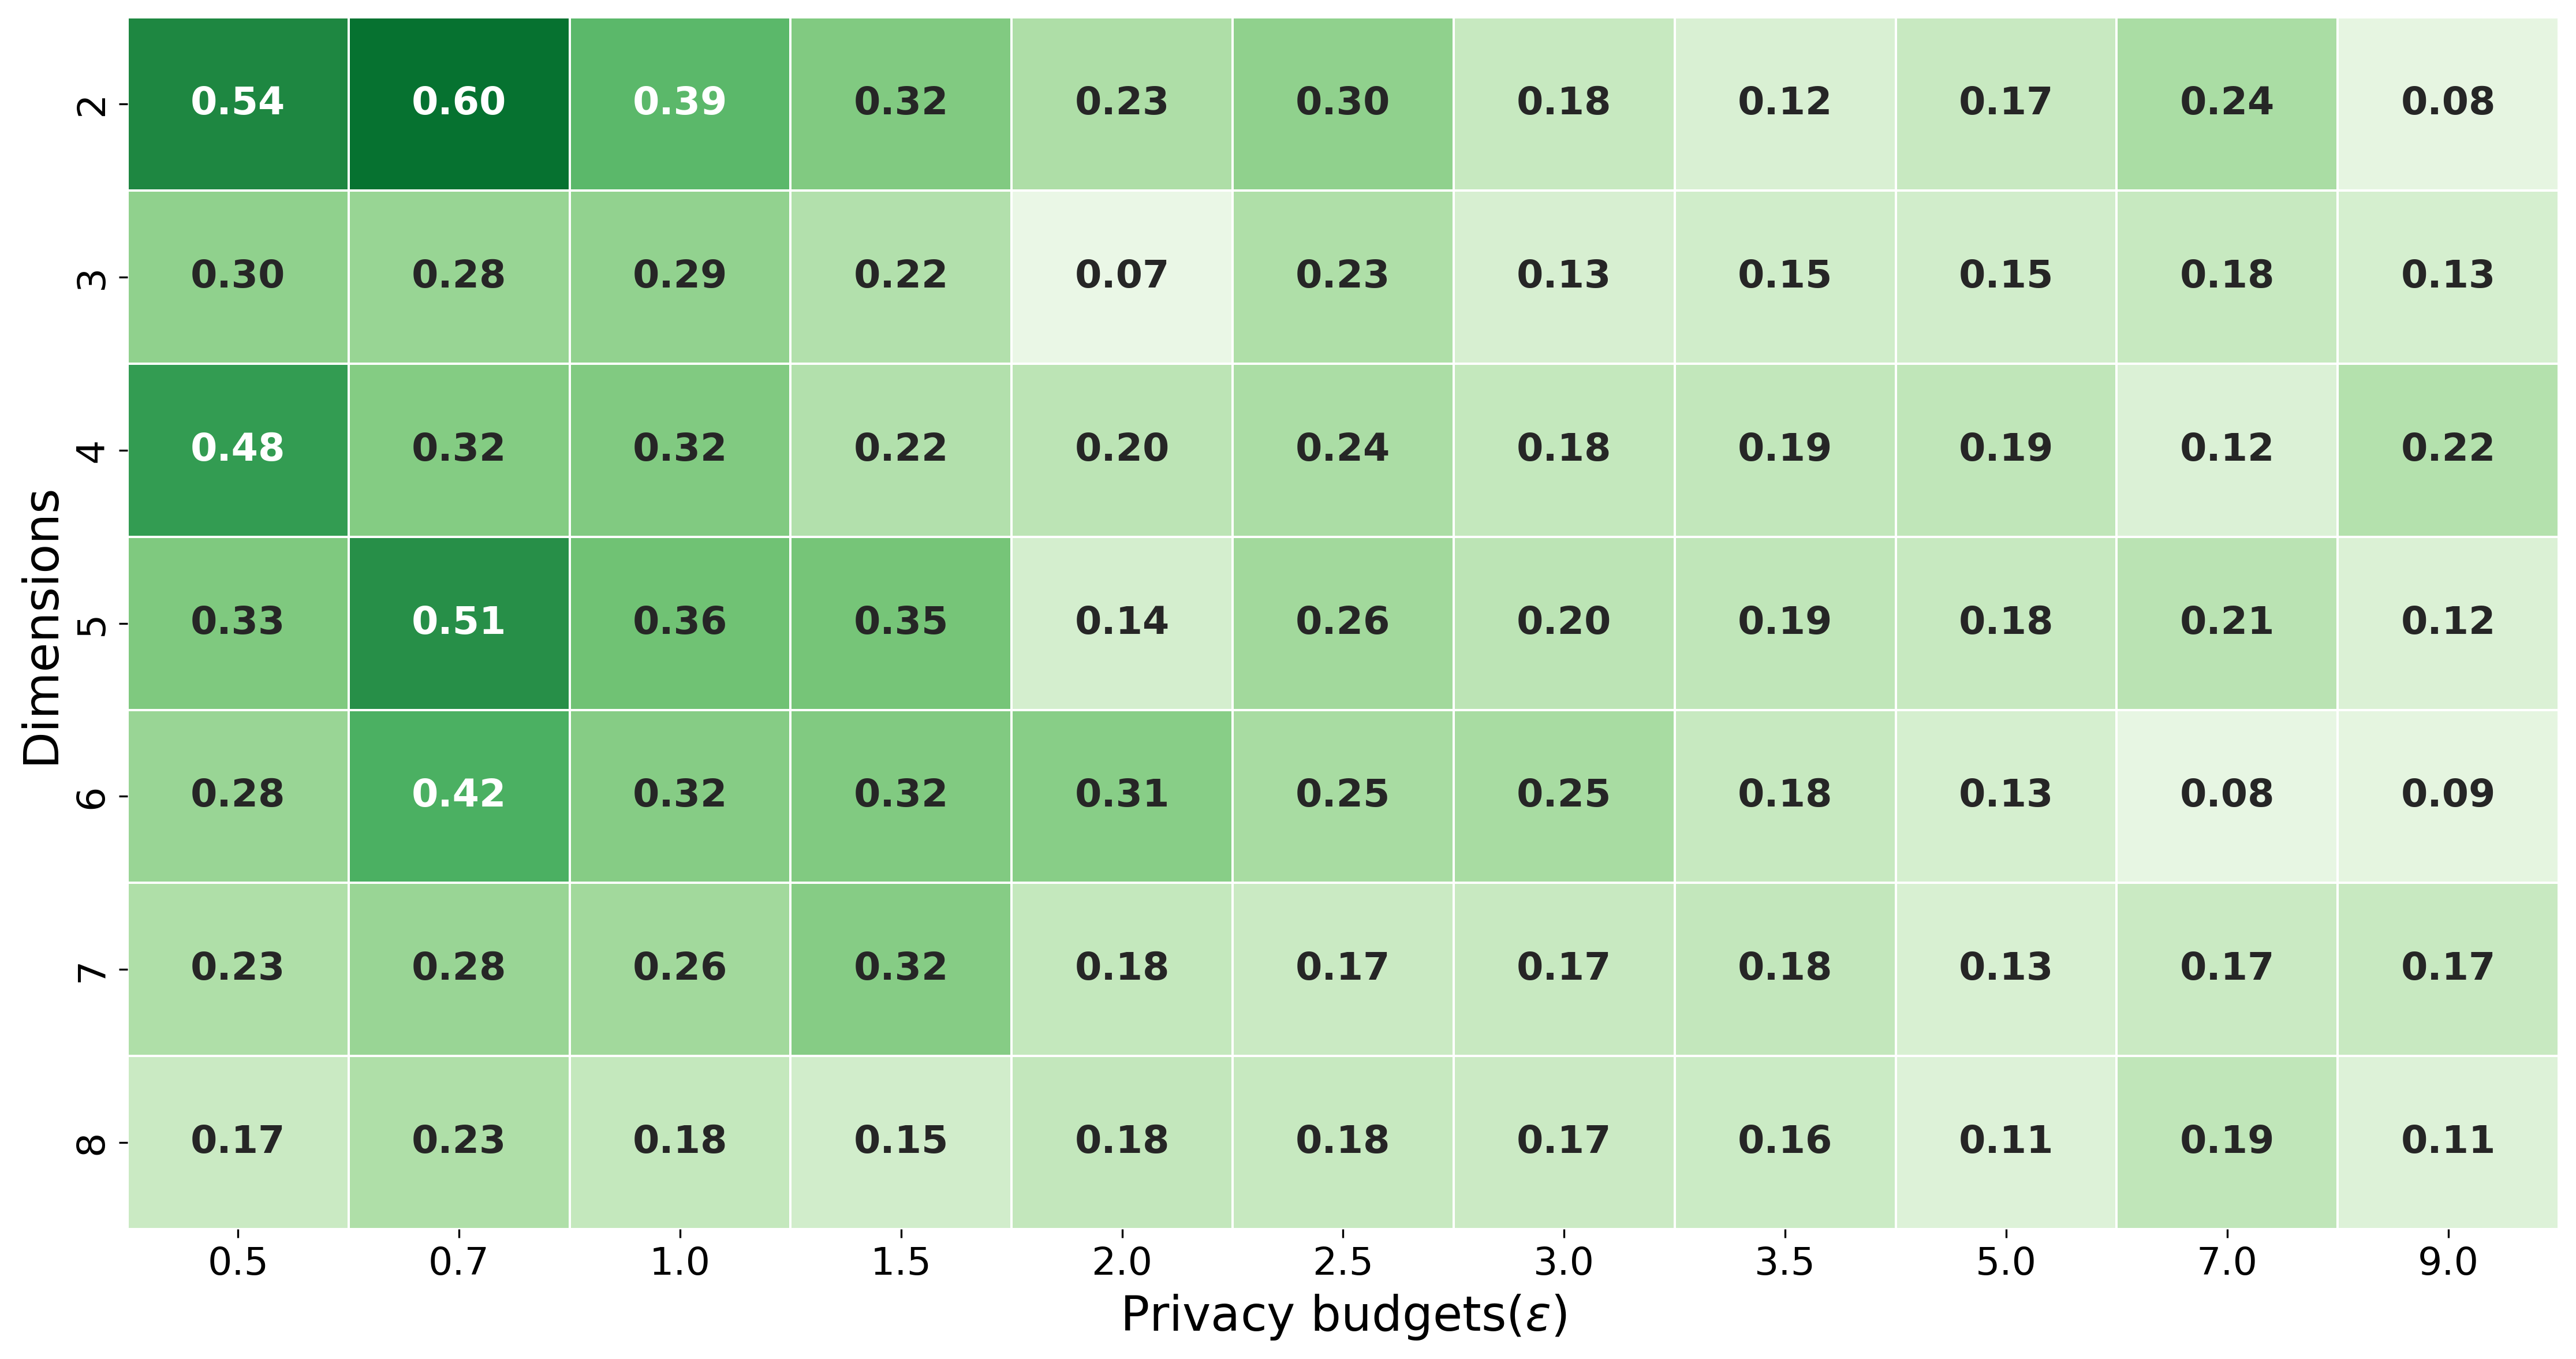 2 0.54 0.60 0.39 0.32 0.23 0.30 0.18 0.12 0.17 0.24 0.08
3 0.30 0.28 0.29 0.22 0.07 0.23 0.13 0.15 0.15 0.18 0.13
4 0.48 0.32 0.32 0.22 0.20 0.24 0.18 0.19 0.19 0.12 0.22
5 0.33 0.51 0.36 0.35 0.14 0.26 0.20 0.19 0.18 0.21 0.12
6 0.28 0.42 0.32 0.32 0.31 0.25 0.25 0.18 0.13 0.08 0.09
7 0.23 0.28 0.26 0.32 0.18 0.17 0.17 0.18 0.13 0.17 0.17
8 0.17 0.23 0.18 0.15 0.18 0.18 0.17 0.16 0.11 0.19 0.11
0.5 0.7 1.0 1.5 2.0 2.5 3.0 3.5 5.0 7.0 9.0
Privacy budgets(ε)
Dimensions